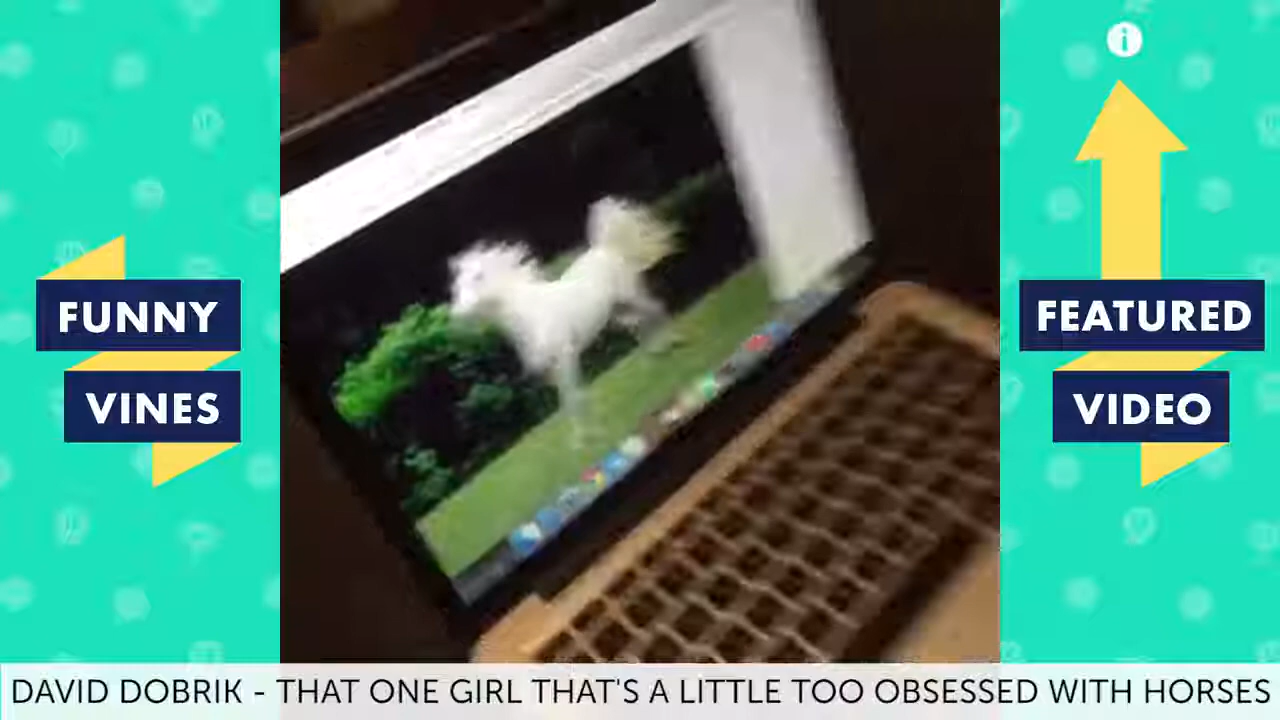 FUNNY
VINES
FEATURED
VIDEO
DAVID DOBRIK - THAT ONE GIRL THAT'S A LITTLE TOO OBSESSED WITH HORSES